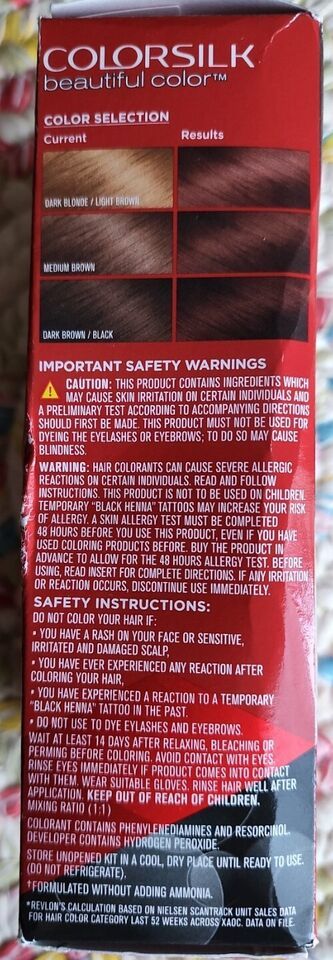 COLORSILK
beautiful color™
COLOR SELECTION
Current Results
DARK BLONDE / LIGHT BROWN
MEDIUM BROWN
DARK BROWN / BLACK
IMPORTANT SAFETY WARNINGS
CAUTION: THIS PRODUCT CONTAINS INGREDIENTS WHICH
MAY CAUSE SKIN IRRITATION ON CERTAIN INDIVIDUALS AND
A PRELIMINARY TEST ACCORDING TO ACCOMPANYING DIRECTIONS
SHOULD FIRST BE MADE. THIS PRODUCT MUST NOT BE USED FOR
DYEING THE EYELASHES OR EYEBROWS; TO DO SO MAY CAUSE
BLINDNESS.
WARNING: HAIR COLORANTS CAN CAUSE SEVERE ALLERGIC
REACTIONS ON CERTAIN INDIVIDUALS. READ AND FOLLOW
INSTRUCTIONS. THIS PRODUCT IS NOT TO BE USED ON CHILDREN.
TEMPORARY "BLACK HENNA" TATTOOS MAY INCREASE YOUR RISK
OF ALLERGY. A SKIN ALLERGY TEST MUST BE COMPLETED
48 HOURS BEFORE YOU USE THIS PRODUCT, EVEN IF YOU HAVE
USED COLORING PRODUCTS BEFORE. BUY THE PRODUCT IN
ADVANCE TO ALLOW FOR THE 48 HOURS ALLERGY TEST. BEFORE
USING, READ INSERT FOR COMPLETE DIRECTIONS. IF ANY IRRITATION
OR REACTION OCCURS, DISCONTINUE USE IMMEDIATELY.
SAFETY INSTRUCTIONS:
DO NOT COLOR YOUR HAIR IF:
• YOU HAVE A RASH ON YOUR FACE OR SENSITIVE,
IRRITATED AND DAMAGED SCALP,
• YOU HAVE EVER EXPERIENCED ANY REACTION AFTER
COLORING YOUR HAIR,
• YOU HAVE EXPERIENCED A REACTION TO A TEMPORARY
"BLACK HENNA" TATTOO IN THE PAST.
• DO NOT USE TO DYE EYELASHES AND EYEBROWS.
WAIT AT LEAST 14 DAYS AFTER RELAXING, BLEACHING OR
PERMING BEFORE COLORING. AVOID CONTACT WITH EYES.
RINSE EYES IMMEDIATELY IF PRODUCT COMES INTO CONTACT
WITH THEM. WEAR SUITABLE GLOVES. RINSE HAIR WELL AFTER
APPLICATION. KEEP OUT OF REACH OF CHILDREN.
MIXING RATIO (1:1)
COLORANT CONTAINS PHENYLENEDIAMINES AND RESORCINOL.
DEVELOPER CONTAINS HYDROGEN PEROXIDE.
STORE UNOPENED KIT IN A COOL, DRY PLACE UNTIL READY TO USE.
(DO NOT REFRIGERATE).
†FORMULATED WITHOUT ADDING AMMONIA.
*REVLON'S CALCULATION BASED ON NIELSEN SCANTRACK UNIT SALES DATA
FOR HAIR COLOR CATEGORY LAST 52 WEEKS ACROSS XAOC. DATA ON FILE.